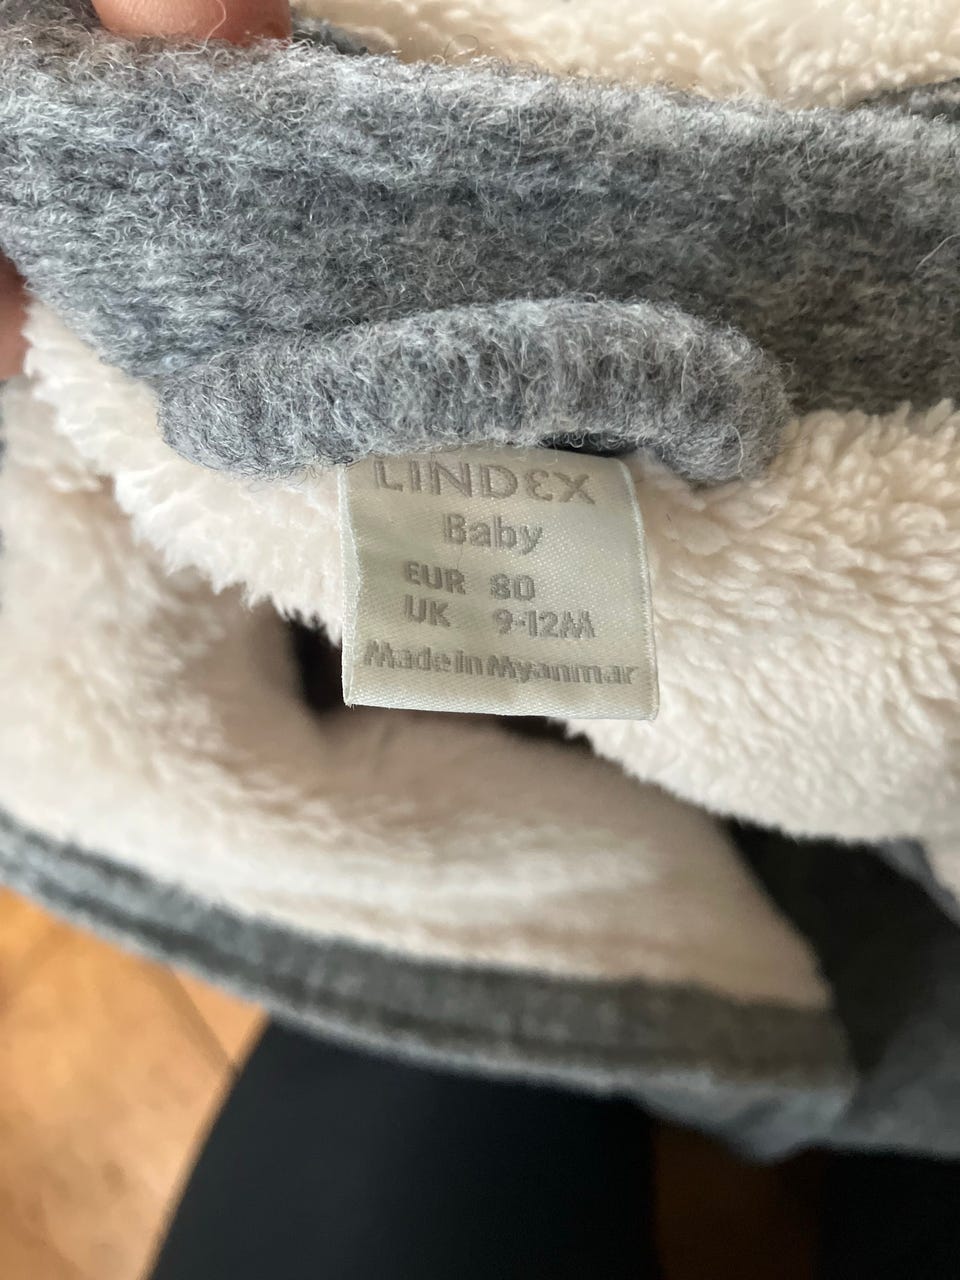 LINDEX
Baby
EUR 80
UK 9-12M
Made in Myanmar